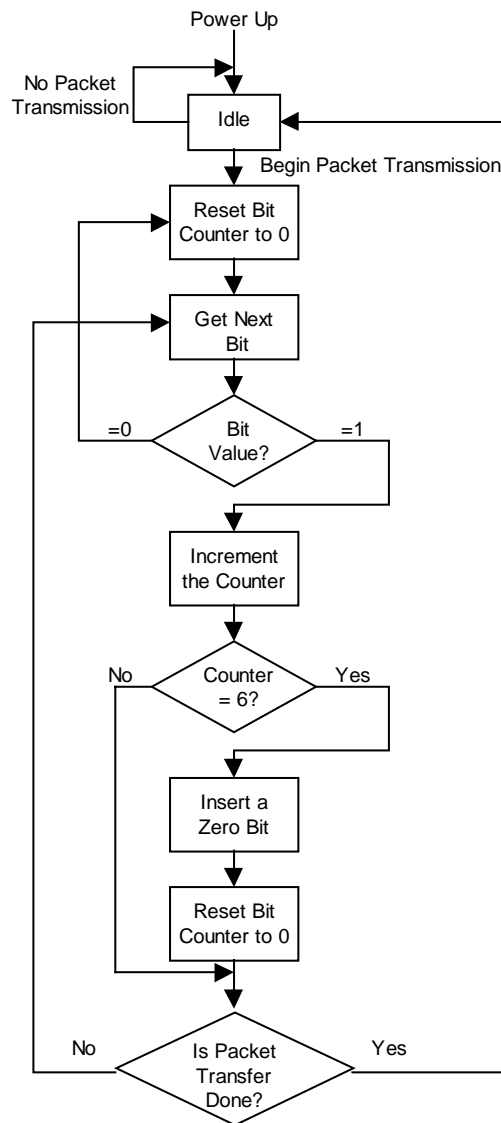 Power Up
No Packet
Transmission
Idle
Begin Packet Transmission
Reset Bit
Counter to 0
Get Next
Bit
=0
Bit
Value?
=1
Increment
the Counter
No
Counter
= 6?
Yes
Insert a
Zero Bit
Reset Bit
Counter to 0
No
Is Packet
Transfer
Done?
Yes